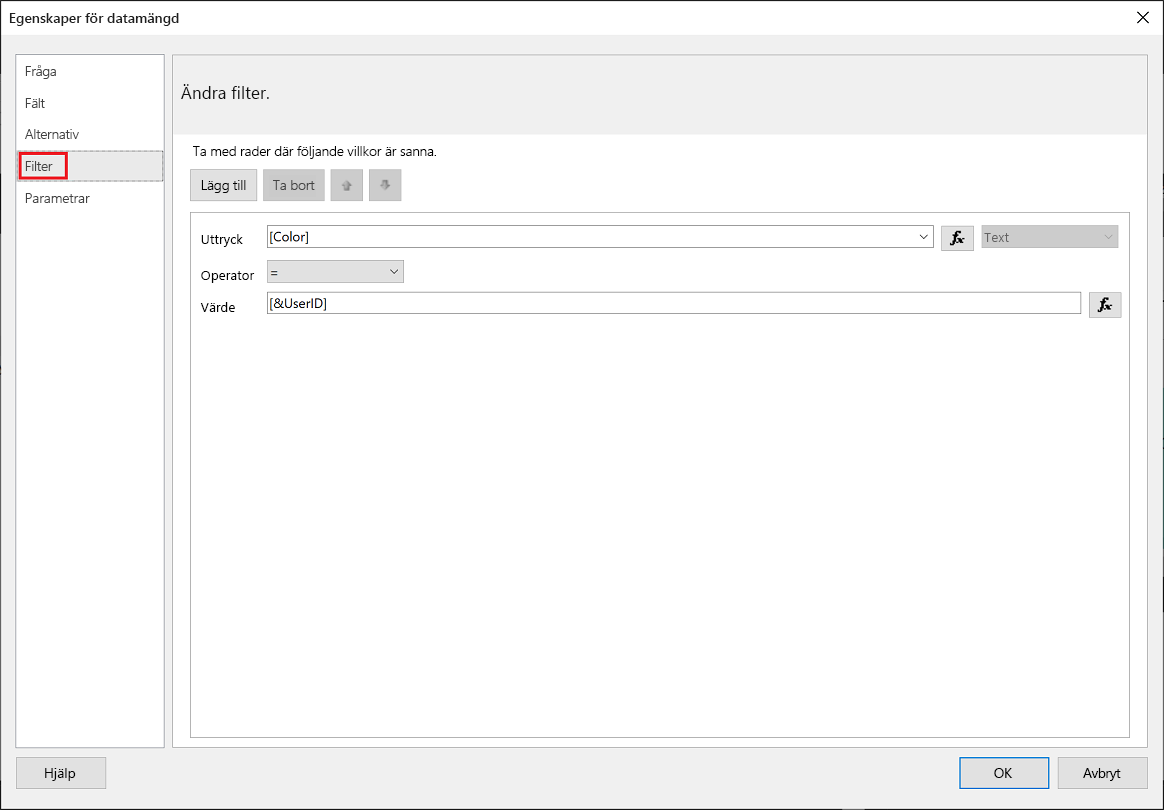 Egenskaper för datamängd
Fråga
Fält
Alternativ
Filter
Parametrar
Ändra filter.
Ta med rader där följande villkor är sanna.
Lägg till
Ta bort
Uttryck
[Color]
fx
Text
Operator
=
Värde
[&UserID]
fx
Hjälp
OK
Avbryt